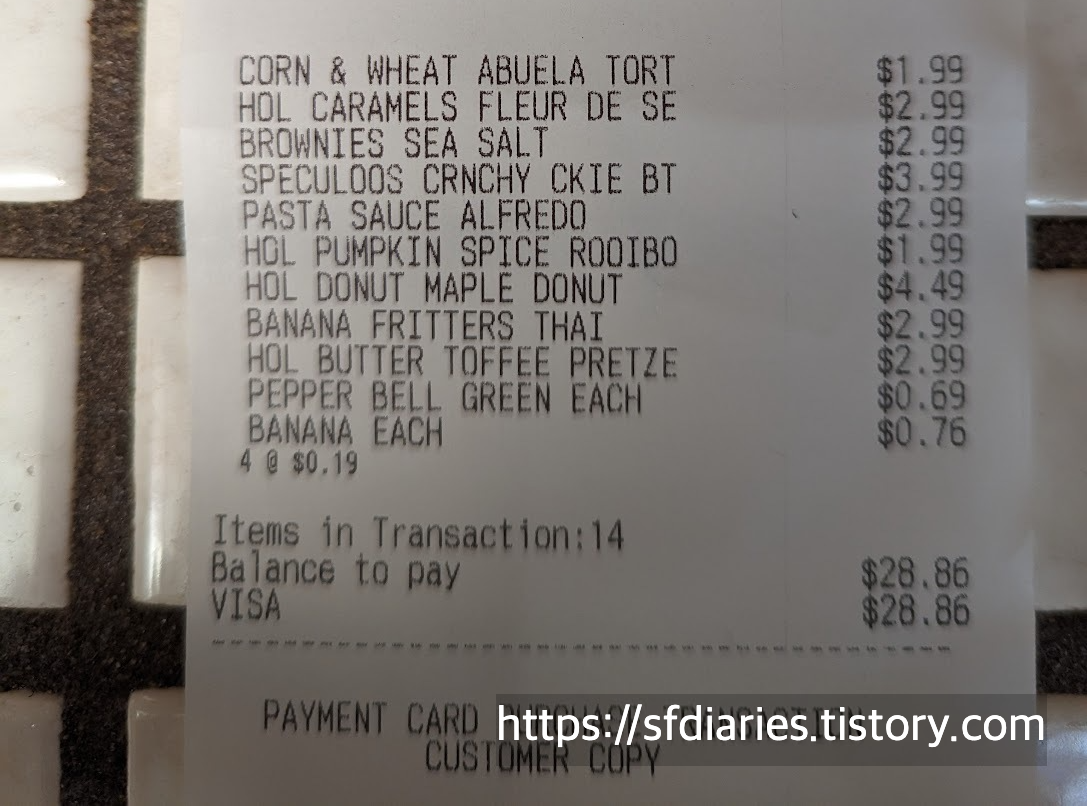 CORN & WHEAT ABUELA TORT $1.99
HOL CARAMELS FLEUR DE SE $2.99
BROWNIES SEA SALT $2.99
SPECULOOS CRNCHY CKIE BT $3.99
PASTA SAUCE ALFREDO $2.99
HOL PUMPKIN SPICE ROOIBO $1.99
HOL DONUT MAPLE DONUT $4.49
BANANA FRITTERS THAI $2.99
HOL BUTTER TOFFEE PRETZE $2.99
PEPPER BELL GREEN EACH $0.69
BANANA EACH $0.76
4 @ $0.19
Items in Transaction:14
Balance to pay $28.86
VISA $28.86
PAYMENT CARD PURCHASE TRANSACTION
https://sfdiaries.tistory.com
CUSTOMER COPY